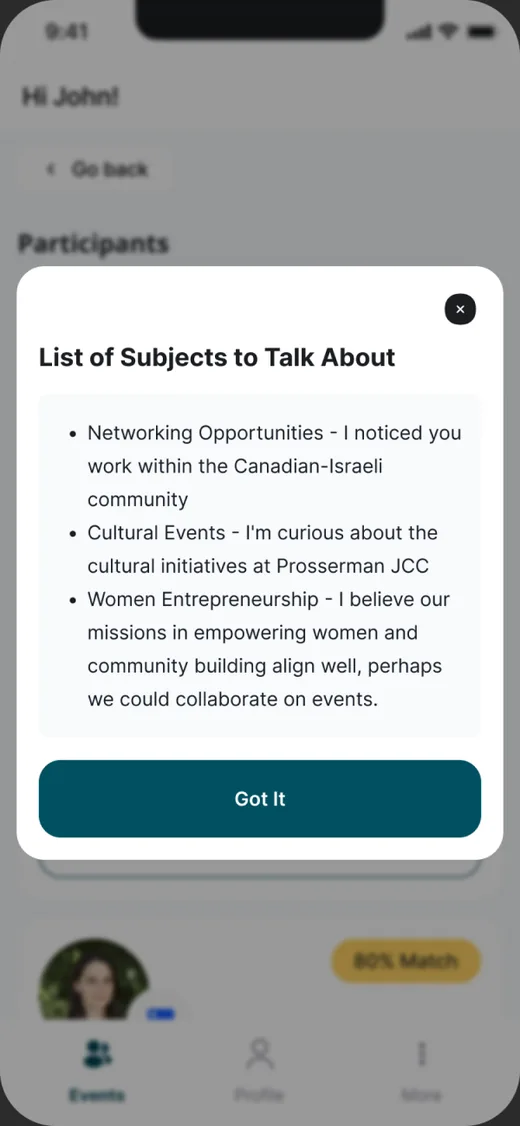 9:41
Hi John!
Go back
Participants
List of Subjects to Talk About
• Networking Opportunities - I noticed you
work within the Canadian-Israeli
community
• Cultural Events - I'm curious about the
cultural initiatives at Prosserman JCC
• Women Entrepreneurship - I believe our
missions in empowering women and
community building align well, perhaps
we could collaborate on events.
Got It
80% Match
Events
Profile
More